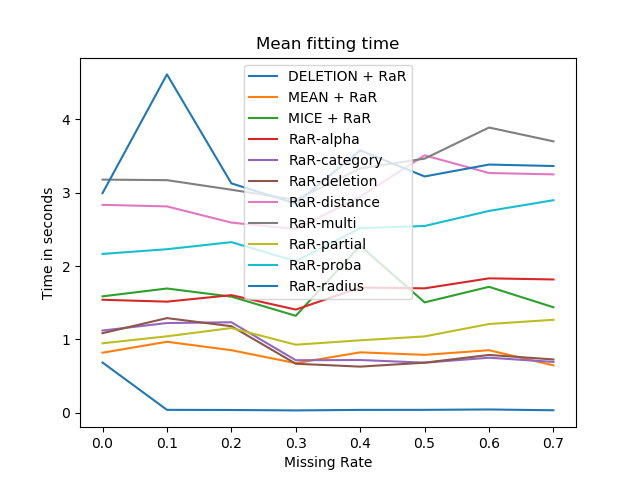 Mean fitting time
DELETION + RaR
MEAN + RaR
MICE + RaR
RaR-alpha
RaR-category
RaR-deletion
RaR-distance
RaR-multi
RaR-partial
RaR-proba
RaR-radius
Time in seconds
4
3
2
1
0
0.0 0.1 0.2 0.3 0.4 0.5 0.6 0.7
Missing Rate